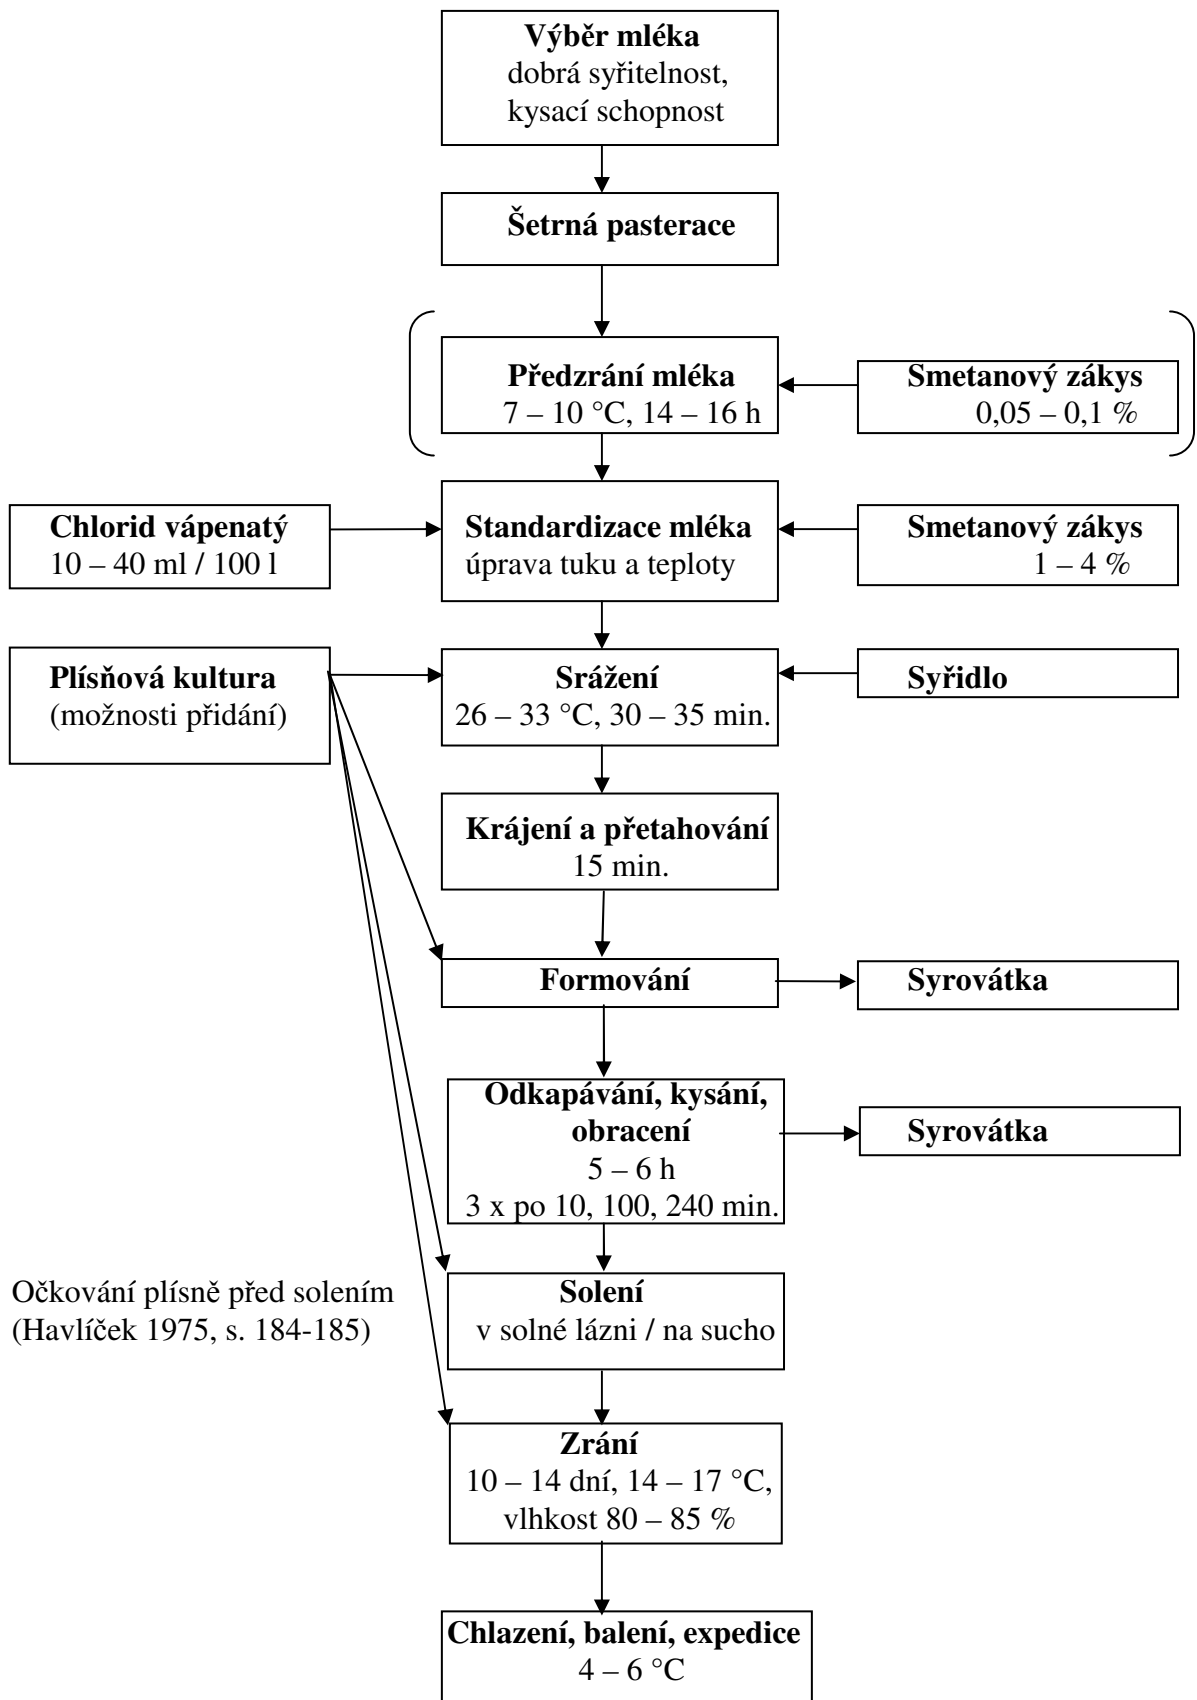 Výběr mléka
dobrá syřitelnost,
kysací schopnost
Šetrná pasterace
Předzrání mléka
7 – 10 °C, 14 – 16 h
Smetanový zákys
0,05 – 0,1 %
Chlorid vápenatý
10 – 40 ml / 100 l
Standardizace mléka
úprava tuku a teploty
Smetanový zákys
1 – 4 %
Plísňová kultura
(možnosti přidání)
Srážení
26 – 33 °C, 30 – 35 min.
Syřidlo
Krájení a přetahování
15 min.
Formování
Syrovátka
Odkapávání, kysání,
obracení
5 – 6 h
3 x po 10, 100, 240 min.
Syrovátka
Očkování plísně před solením
(Havlíček 1975, s. 184-185)
Solení
v solné lázni / na sucho
Zrání
10 – 14 dní, 14 – 17 °C,
vlhkost 80 – 85 %
Chlazení, balení, expedice
4 – 6 °C